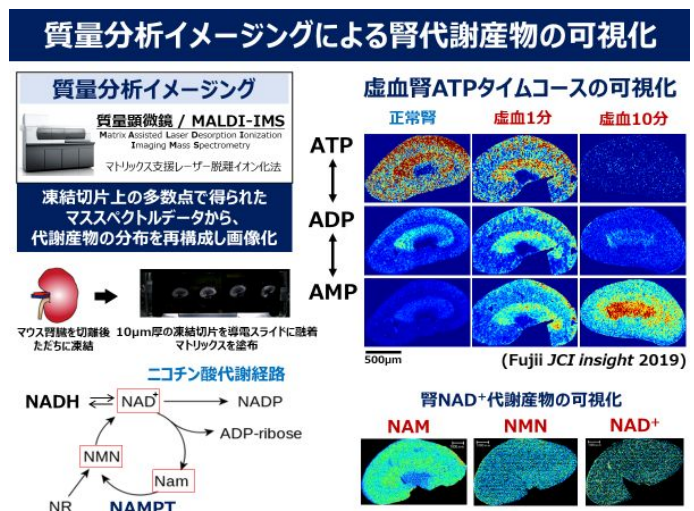 質量分析イメージングによる腎代謝産物の可視化
質量分析イメージング
質量顕微鏡 / MALDI-IMS
Matrix Assisted Laser Desorption Ionization
Imaging Mass Spectrometry
マトリックス支援レーザー脱離イオン化法
凍結切片上の多数点で得られた
マススペクトルデータから、
代謝産物の分布を再構成し画像化
マウス腎臓を切離後
ただちに凍結
10μm厚の凍結切片を導電スライドに融着
マトリックスを塗布
ニコチン酸代謝経路
NADH
NAD+
NADP
ADP-ribose
NMN
Nam
NR
NAMPT
虚血腎ATPタイムコースの可視化
正常腎
虚血1分
虚血10分
ATP
ADP
AMP
500μm
(Fujii JCI insight 2019)
腎NAD+代謝産物の可視化
NAM
NMN
NAD+